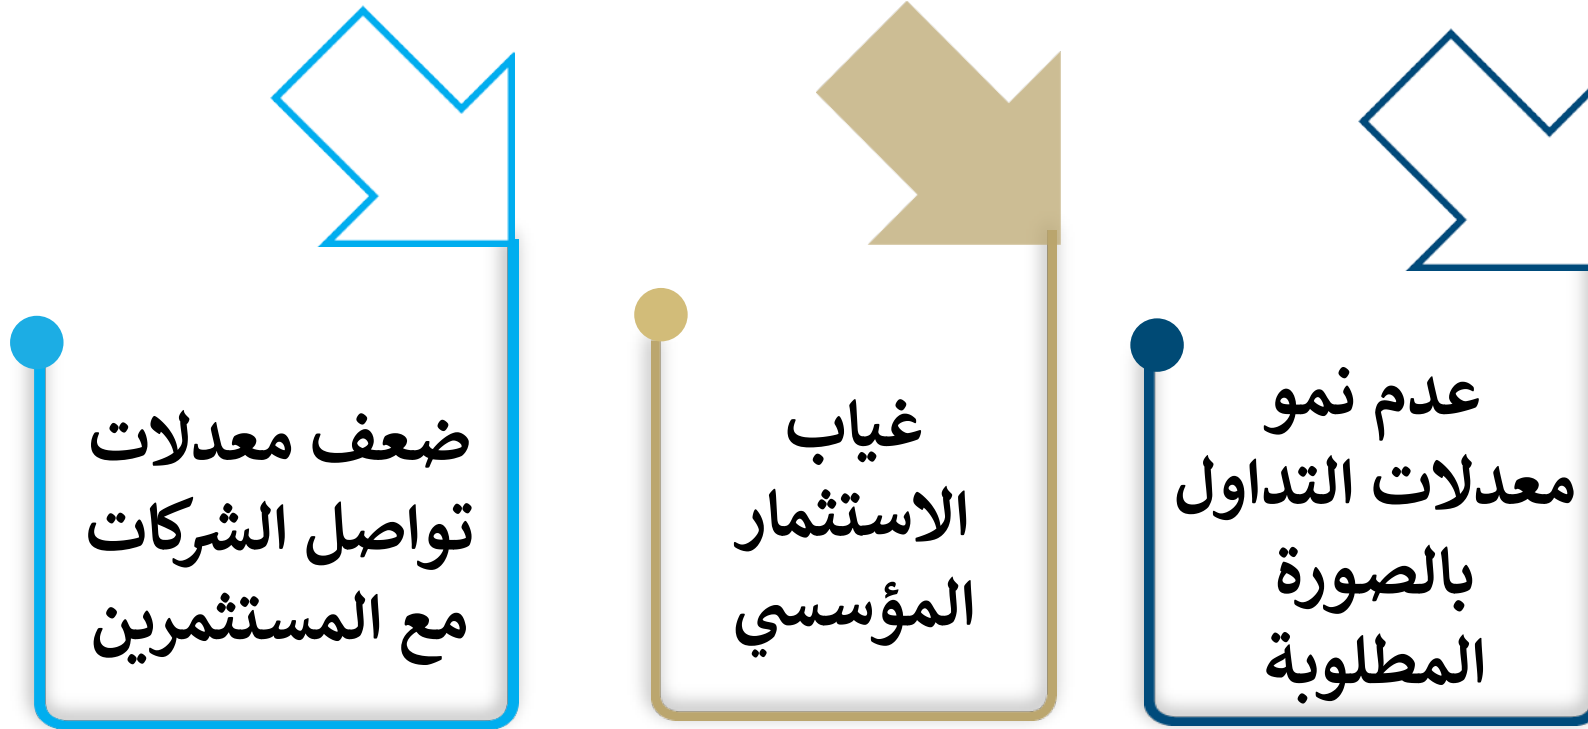 عدم نمو
معدلات التداول
بالصورة
المطلوبة
غياب
الاستثمار
المؤسسي
ضعف معدلات
تواصل الشركات
مع المستثمرين